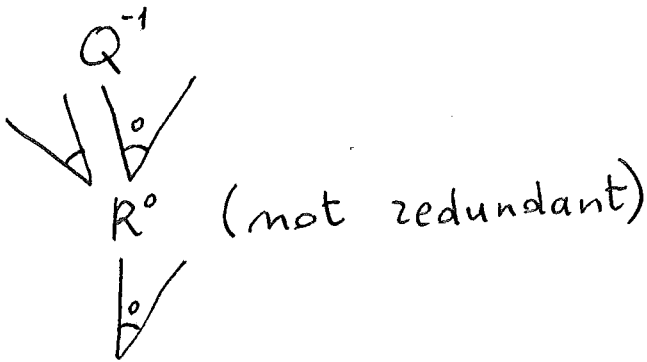 Q⁻¹
o
R° (not redundant)
o